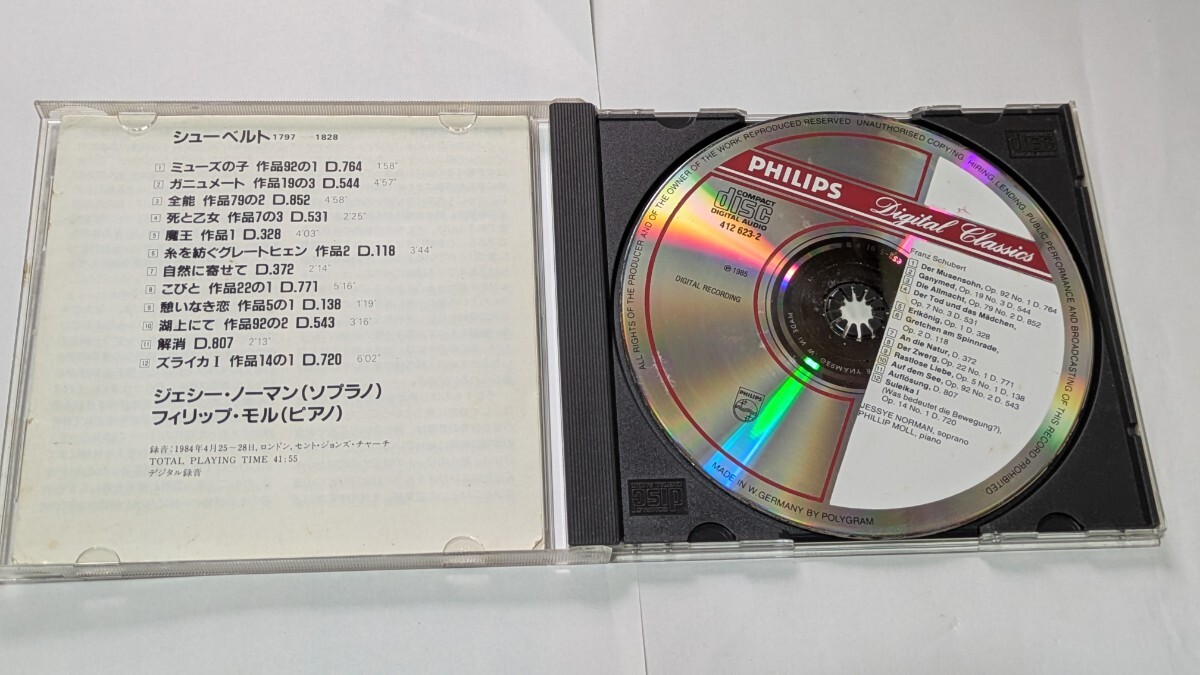 シューベルト 1797 — 1828
1 ミューズの子 作品92の1 D.764 1'58"
2 ガニュメート 作品19の3 D.544 4'57"
3 全能 作品79の2 D.852 4'58"
4 死と乙女 作品7の3 D.531 2'25"
5 魔王 作品1 D.328 4'03"
6 糸を紡ぐグレートヒェン 作品2 D.118 3'44"
7 自然に寄せて D.372 2'14"
8 こびと 作品22の1 D.771 5'16"
9 憩いなき恋 作品5の1 D.138 1'19"
10 湖上にて 作品92の2 D.543 3'16"
11 解消 D.807 2'13"
12 ズライカ I 作品14の1 D.720 6'02"
ジェシー・ノーマン(ソプラノ)
フィリップ・モル(ピアノ)
録音:1984年4月25~28日, ロンドン, セント・ジョンズ・チャーチ
TOTAL PLAYING TIME 41:55
デジタル録音
ALL RIGHTS OF THE PRODUCER AND OF THE OWNER OF THE WORK REPRODUCED RESERVED UNAUTHORISED COPYING, HIRING, LENDING, PUBLIC PERFORMANCE AND BROADCASTING OF THIS RECORD PROHIBITED
PHILIPS
Digital Classics
COMPACT
disc
DIGITAL AUDIO
412 623-2
℗ 1985
DIGITAL RECORDING
Franz Schubert
1 Der Musensohn, Op. 92 No. 1 D. 764
2 Ganymed, Op. 19 No. 3 D. 544
3 Die Allmacht, Op. 79 No. 2 D. 852
4 Der Tod und das Mädchen,
Op. 7 No. 3 D. 531
5 Erlkönig, Op. 1 D. 328
6 Gretchen am Spinnrade,
Op. 2 D. 118
7 An die Natur, D. 372
8 Der Zwerg, Op. 22 No. 1 D. 771
9 Rastlose Liebe, Op. 5 No. 1 D. 138
10 Auf dem See, Op. 92 No. 2 D. 543
11 Auflösung, D. 807
12 Suleika I
(Was bedeutet die Bewegung?),
Op. 14 No. 1 D. 720
JESSYE NORMAN, soprano
PHILLIP MOLL, piano
PHILIPS
MADE IN W. GERMANY BY POLYGRAM
disc
disc